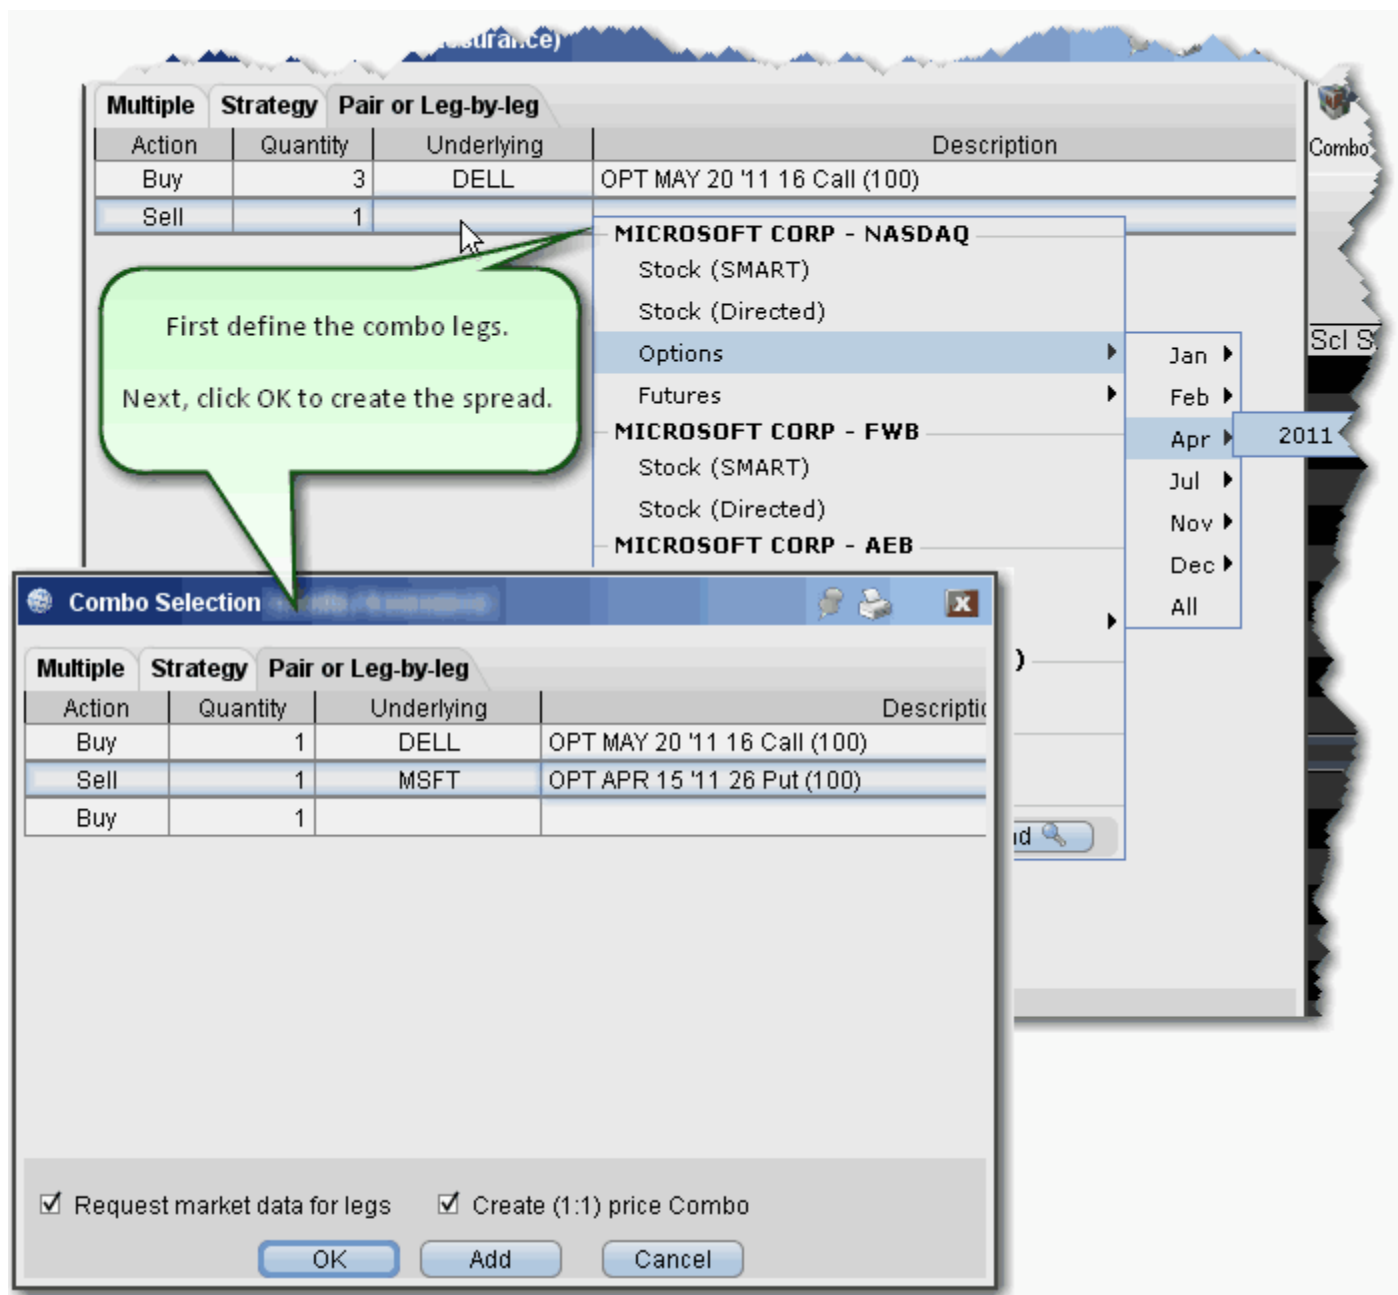 Multiple Strategy Pair or Leg-by-leg
Action Quantity Underlying Description
Buy 3 DELL OPT MAY 20 '11 16 Call (100)
Sell 1
Combo
MICROSOFT CORP - NASDAQ
Stock (SMART)
Stock (Directed)
Options
Futures
MICROSOFT CORP - FWB
Stock (SMART)
Stock (Directed)
MICROSOFT CORP - AEB
Jan
Feb
Apr
Jul
Nov
Dec
All
2011
Scl S
First define the combo legs.
Next, click OK to create the spread.
Combo Selection
Multiple Strategy Pair or Leg-by-leg
Action Quantity Underlying Descriptio
Buy 1 DELL OPT MAY 20 '11 16 Call (100)
Sell 1 MSFT OPT APR 15 '11 26 Put (100)
Buy 1
)
nd
Request market data for legs Create (1:1) price Combo
OK Add Cancel